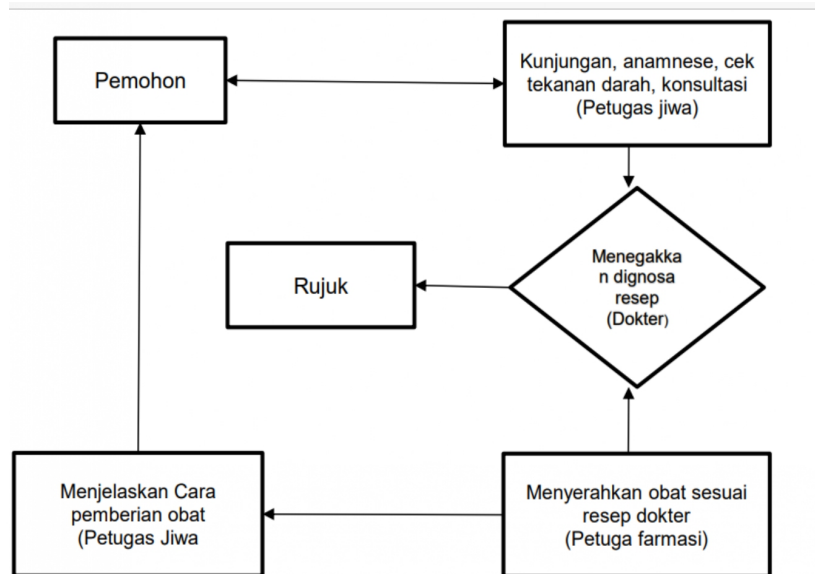 Pemohon
Kunjungan, anamnese, cek
tekanan darah, konsultasi
(Petugas jiwa)
Menegakka
n dignosa
resep
(Dokter)
Rujuk
Menyerahkan obat sesuai
resep dokter
(Petuga farmasi)
Menjelaskan Cara
pemberian obat
(Petugas Jiwa